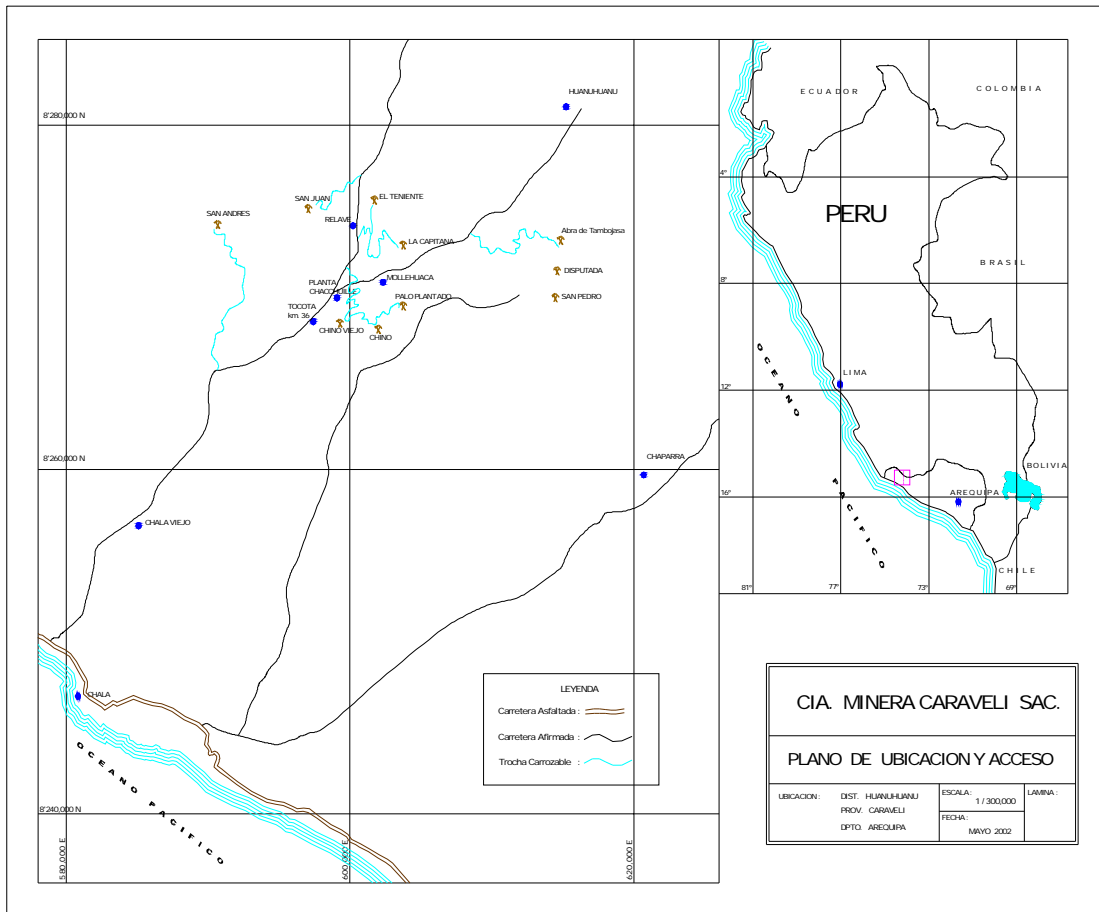 HUANUHUANU
8'280,000 N
SAN JUAN
EL TENIENTE
SAN ANDRES
RELAVE
LA CAPITANA
Abra de Tambojasa
DISPUTADA
MOLLEHUACA
PLANTA
CHACCHUILLE
PALO PLANTADO
SAN PEDRO
TOCOTA
km. 36
CHINO VIEJO
CHINO
CHAPARRA
8'260,000 N
CHALA VIEJO
CHALA
LEYENDA
Carretera Asfaltada :
Carretera Afirmada :
Trocha Carrozable :
OCEANO PACIFICO
8'240,000 N
580,000 E
600,000 E
620,000 E
ECUADOR
COLOMBIA
4°
PERU
BRASIL
8°
OCEANO
LIMA
12°
PACIFICO
BOLIVIA
AREQUIPA
16°
CHILE
81°
77°
73°
69°
CIA. MINERA CARAVELI SAC.
PLANO DE UBICACION Y ACCESO
UBICACION :
DIST. HUANUHUANU
PROV. CARAVELI
DPTO. AREQUIPA
ESCALA :
1 / 300,000
FECHA :
MAYO 2002
LAMINA :